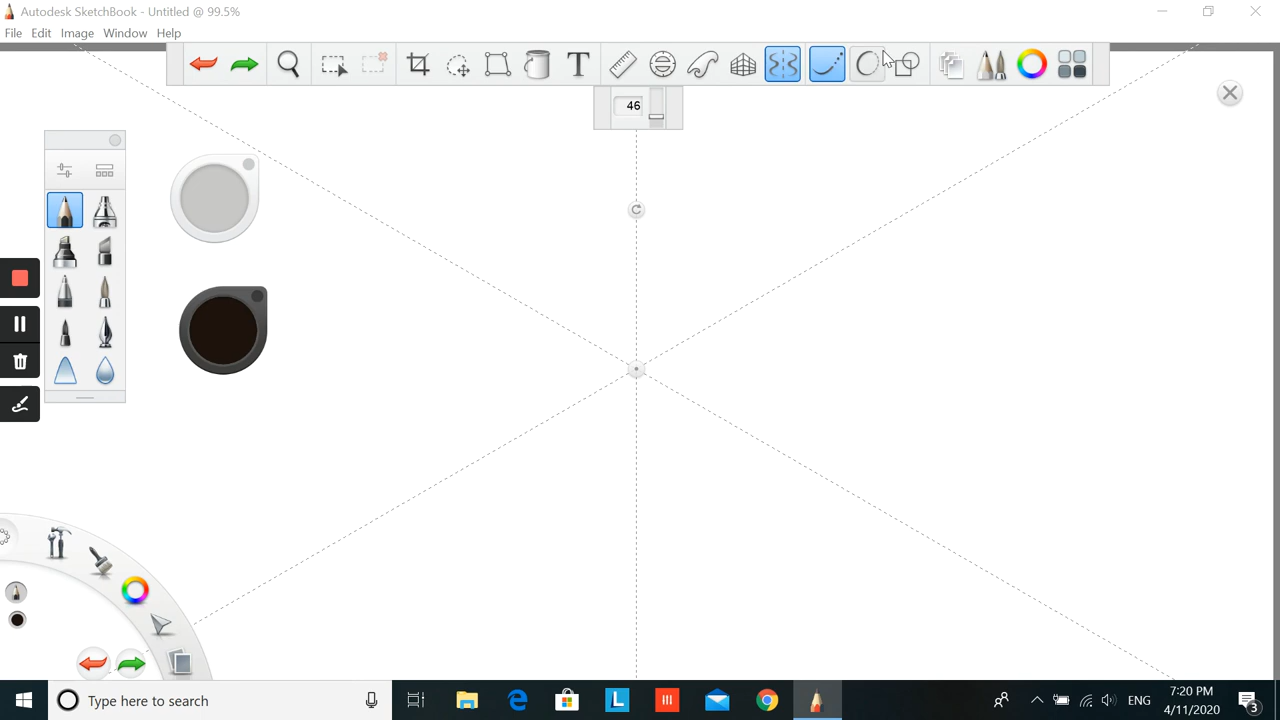 Autodesk SketchBook - Untitled @ 99.5%
File Edit Image Window Help
T
46
Type here to search
L
ENG
7:20 PM
4/11/2020
3